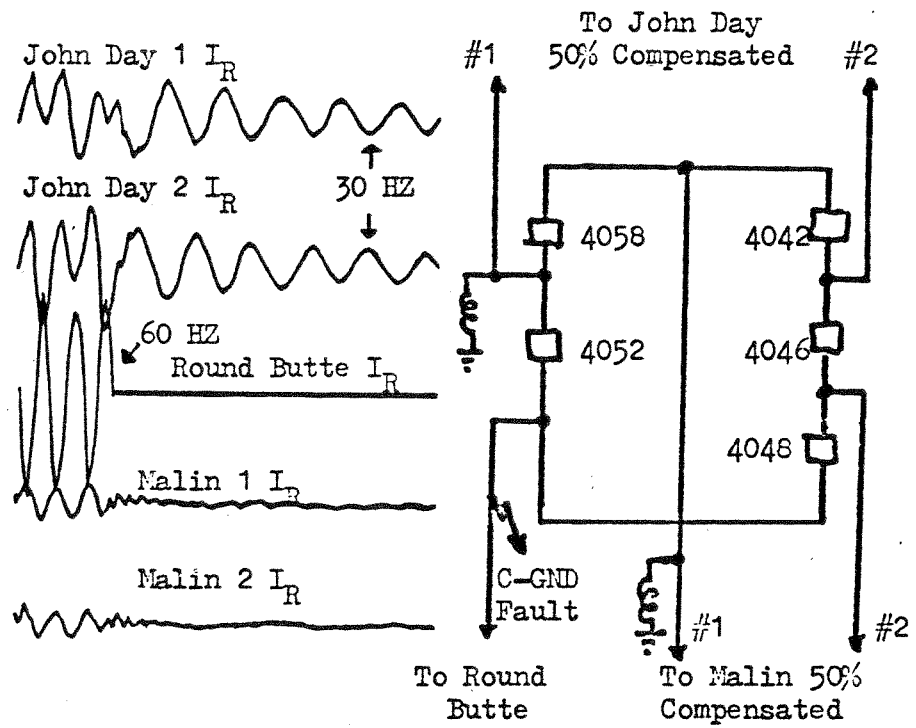 John Day 1 I_R
John Day 2 I_R
30 HZ
60 HZ
Round Butte I_R
Malin 1 I_R
Malin 2 I_R
To John Day
50% Compensated
#1
#2
4058
4042
4052
4046
4048
C-GND
Fault
#1
#2
To Round
Butte
To Malin 50%
Compensated